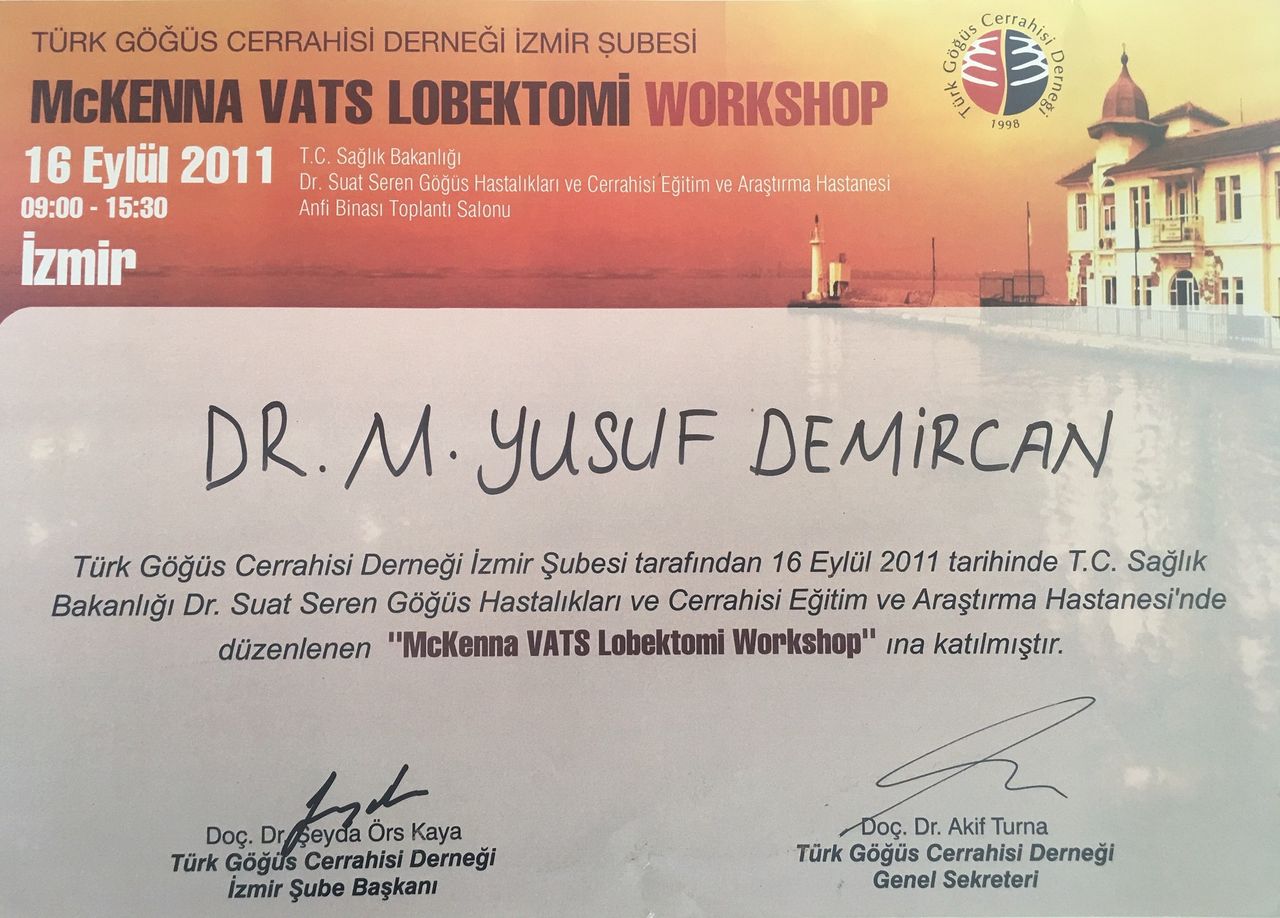 TÜRK GÖĞÜS CERRAHİSİ DERNEĞİ İZMİR ŞUBESİ
McKENNA VATS LOBEKTOMİ WORKSHOP
16 Eylül 2011
09:00 - 15:30
İzmir
T.C. Sağlık Bakanlığı
Dr. Suat Seren Göğüs Hastalıkları ve Cerrahisi Eğitim ve Araştırma Hastanesi
Anfi Binası Toplantı Salonu
Türk Göğüs Cerrahisi Derneği
1998
DR. M. YUSUF DEMİRCAN
Türk Göğüs Cerrahisi Derneği İzmir Şubesi tarafından 16 Eylül 2011 tarihinde T.C. Sağlık
Bakanlığı Dr. Suat Seren Göğüs Hastalıkları ve Cerrahisi Eğitim ve Araştırma Hastanesi'nde
düzenlenen "McKenna VATS Lobektomi Workshop" ına katılmıştır.
Doç. Dr. Şeyda Örs Kaya
Türk Göğüs Cerrahisi Derneği
İzmir Şube Başkanı
Doç. Dr. Akif Turna
Türk Göğüs Cerrahisi Derneği
Genel Sekreteri